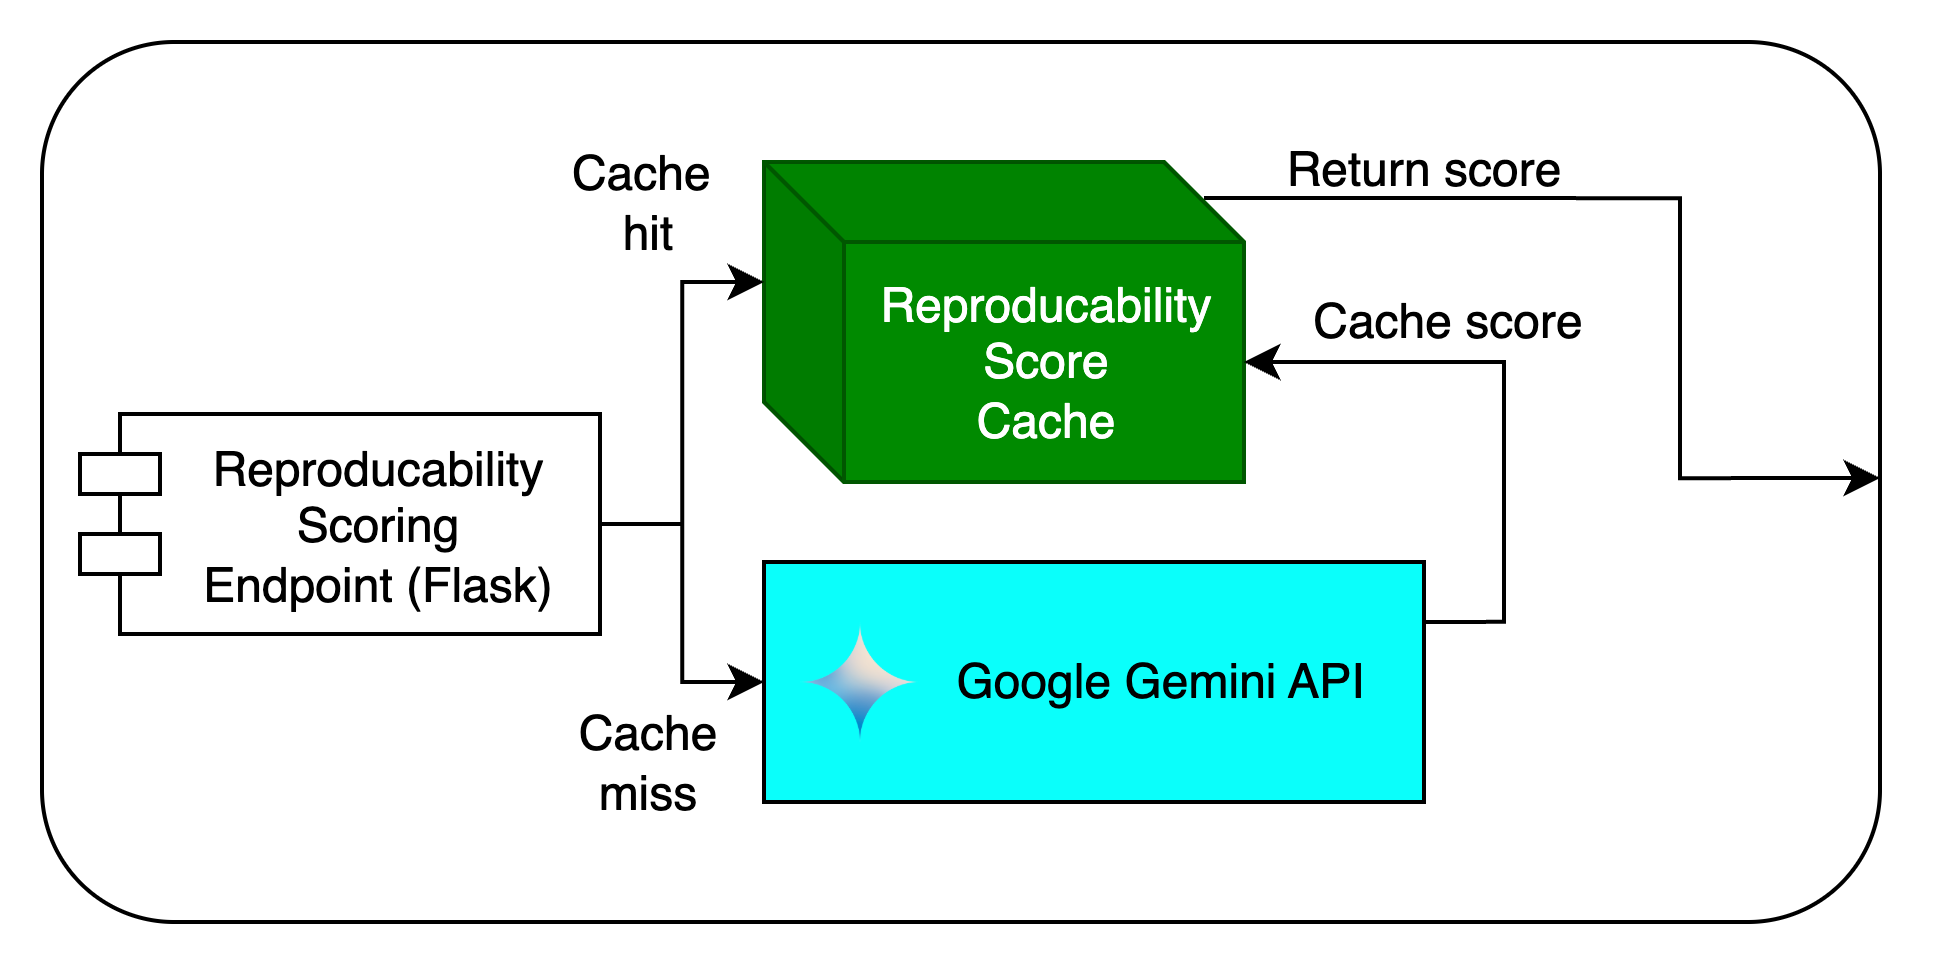 Cache
hit
Return score
Reproducability
Score
Cache
Cache score
Reproducability
Scoring
Endpoint (Flask)
Google Gemini API
Cache
miss